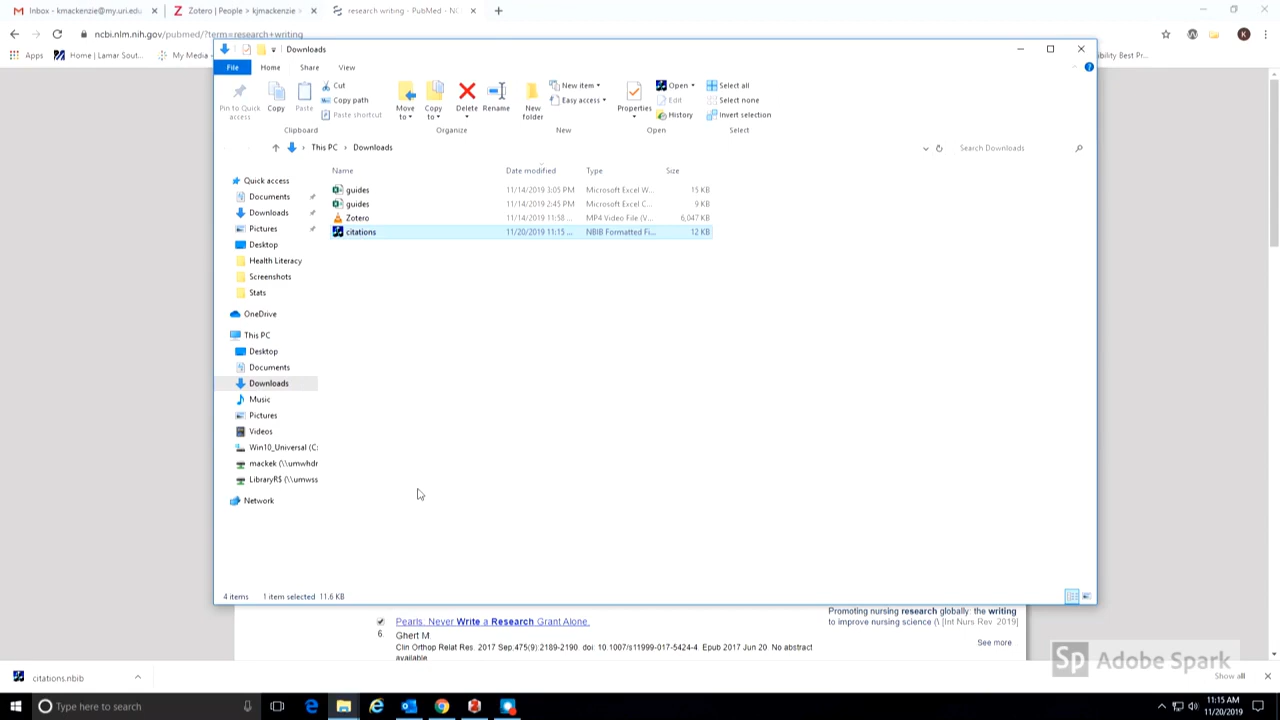 Inbox - kmackenzie@my.uri.edu
Zotero | People > kjmackenzie >
research writing - PubMed - NC
ncbi.nlm.nih.gov/pubmed/?term=research+writing
Apps
Home | Lamar Sout...
My Media -
ibility Best Pr...
K
Downloads
File
Home
Share
View
Pin to Quick access
Copy
Paste
Cut
Copy path
Paste shortcut
Clipboard
Move to
Copy to
Delete
Rename
Organize
New folder
New item
Easy access
New
Properties
Open
Edit
History
Open
Select all
Select none
Invert selection
Select
This PC > Downloads
Search Downloads
Name
Date modified
Type
Size
guides 11/14/2019 3:05 PM Microsoft Excel W... 15 KB
guides 11/14/2019 2:45 PM Microsoft Excel C... 9 KB
Zotero 11/14/2019 11:58 ... MP4 Video File (V... 6,047 KB
citations 11/20/2019 11:15 ... NBIB Formatted Fi... 12 KB
Quick access
Documents
Downloads
Pictures
Desktop
Health Literacy
Screenshots
Stats
OneDrive
This PC
Desktop
Documents
Downloads
Music
Pictures
Videos
Win10_Universal (C:
mackek (\\umwhdr
LibraryR$ (\\umwss
Network
4 items 1 item selected 11.6 KB
Pearls: Never Write a Research Grant Alone.
6
Ghert M.
Clin Orthop Relat Res. 2017 Sep;475(9):2189-2190. doi: 10.1007/s11999-017-5424-4. Epub 2017 Jun 20. No abstract
available.
Promoting nursing research globally: the writing
to improve nursing science (\ [Int Nurs Rev. 2019]
See more
Sp Adobe Spark
citations.nbib
Show all
Type here to search
11:15 AM
11/20/2019